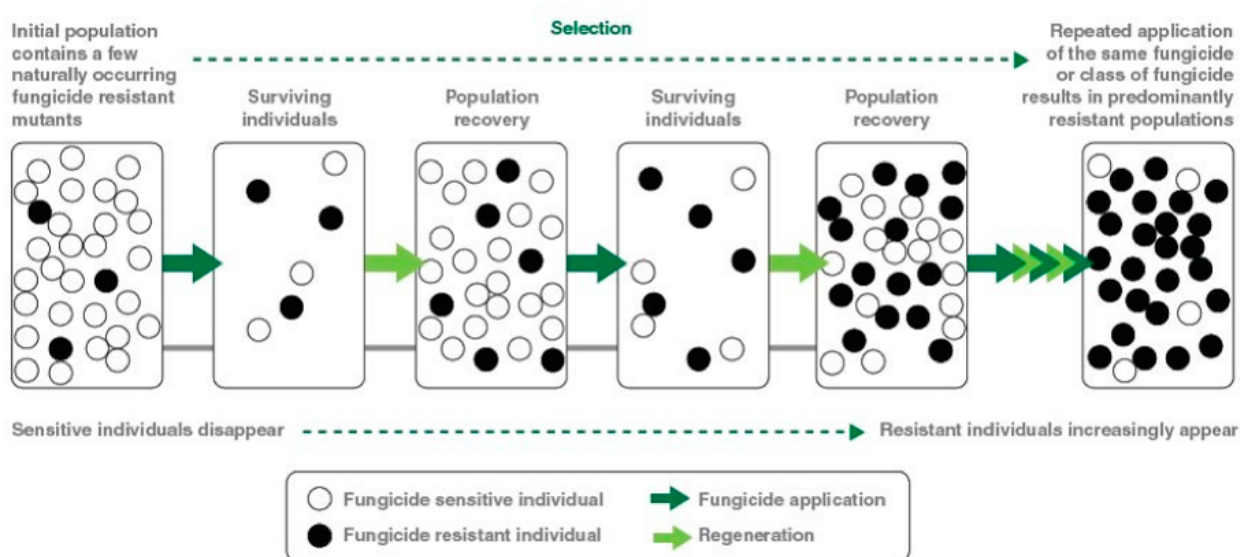 Initial population
contains a few
naturally occurring
fungicide resistant
mutants
Selection
Repeated application
of the same fungicide
or class of fungicide
results in predominantly
resistant populations
Surviving
individuals
Population
recovery
Surviving
individuals
Population
recovery
Sensitive individuals disappear
Resistant individuals increasingly appear
Fungicide sensitive individual
Fungicide application
Fungicide resistant individual
Regeneration